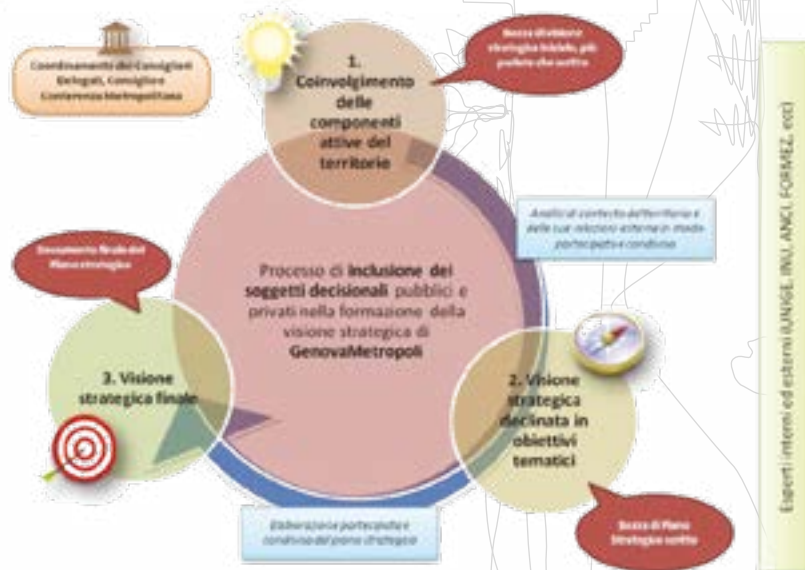 Coordinamento dei Consiglieri
Delegati, Consiglio e
Conferenza Metropolitana
1.
Coinvolgimento
delle
componenti
attive del
territorio
Bozza di visione
strategica iniziale, più
parlata che scritta
Analisi di contesto del territorio e
delle sue relazioni esterne in modo
partecipato e condiviso
Documento finale del
Piano strategico
Processo di inclusione dei
soggetti decisionali pubblici e
privati nella formazione della
visione strategica di
GenovaMetropoli
3. Visione
strategica finale
2. Visione
strategica
declinata in
obiettivi
tematici
Elaborazione partecipata e
condivisa del piano strategico
Bozza di Piano
Strategico scritto
Esperti interni ed esterni (UNIGE, INU, ANCI, FORMEZ, ecc)